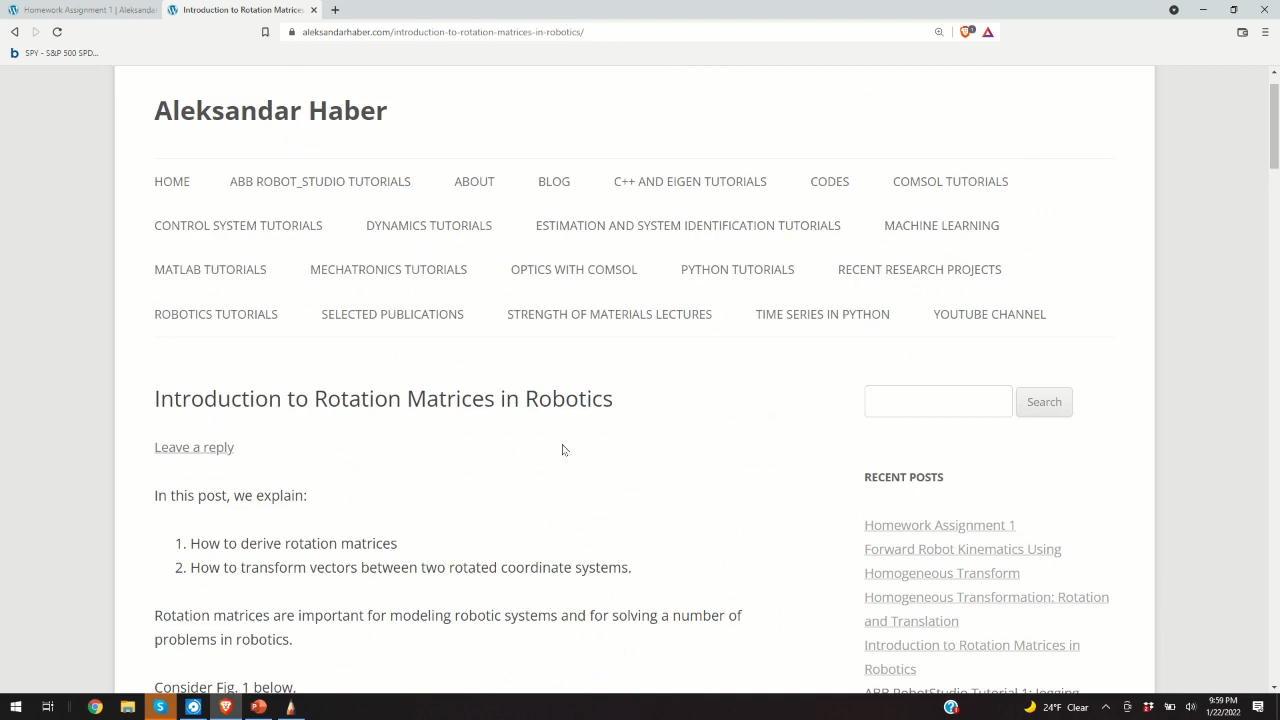 Homework Assignment 1 | Aleksandar
Introduction to Rotation Matrices
aleksandarhaber.com/introduction-to-rotation-matrices-in-robotics/
SPY - S&P 500 SPD...
Aleksandar Haber
HOME ABB ROBOT_STUDIO TUTORIALS ABOUT BLOG C++ AND EIGEN TUTORIALS CODES COMSOL TUTORIALS
CONTROL SYSTEM TUTORIALS DYNAMICS TUTORIALS ESTIMATION AND SYSTEM IDENTIFICATION TUTORIALS MACHINE LEARNING
MATLAB TUTORIALS MECHATRONICS TUTORIALS OPTICS WITH COMSOL PYTHON TUTORIALS RECENT RESEARCH PROJECTS
ROBOTICS TUTORIALS SELECTED PUBLICATIONS STRENGTH OF MATERIALS LECTURES TIME SERIES IN PYTHON YOUTUBE CHANNEL
Introduction to Rotation Matrices in Robotics
Leave a reply
In this post, we explain:
1. How to derive rotation matrices
2. How to transform vectors between two rotated coordinate systems.
Rotation matrices are important for modeling robotic systems and for solving a number of
problems in robotics.
Consider Fig. 1 below.
Search
RECENT POSTS
Homework Assignment 1
Forward Robot Kinematics Using
Homogeneous Transform
Homogeneous Transformation: Rotation
and Translation
Introduction to Rotation Matrices in
Robotics
ABB RobotStudio Tutorial 1: Jogging
24°F Clear
9:59 PM
1/22/2022